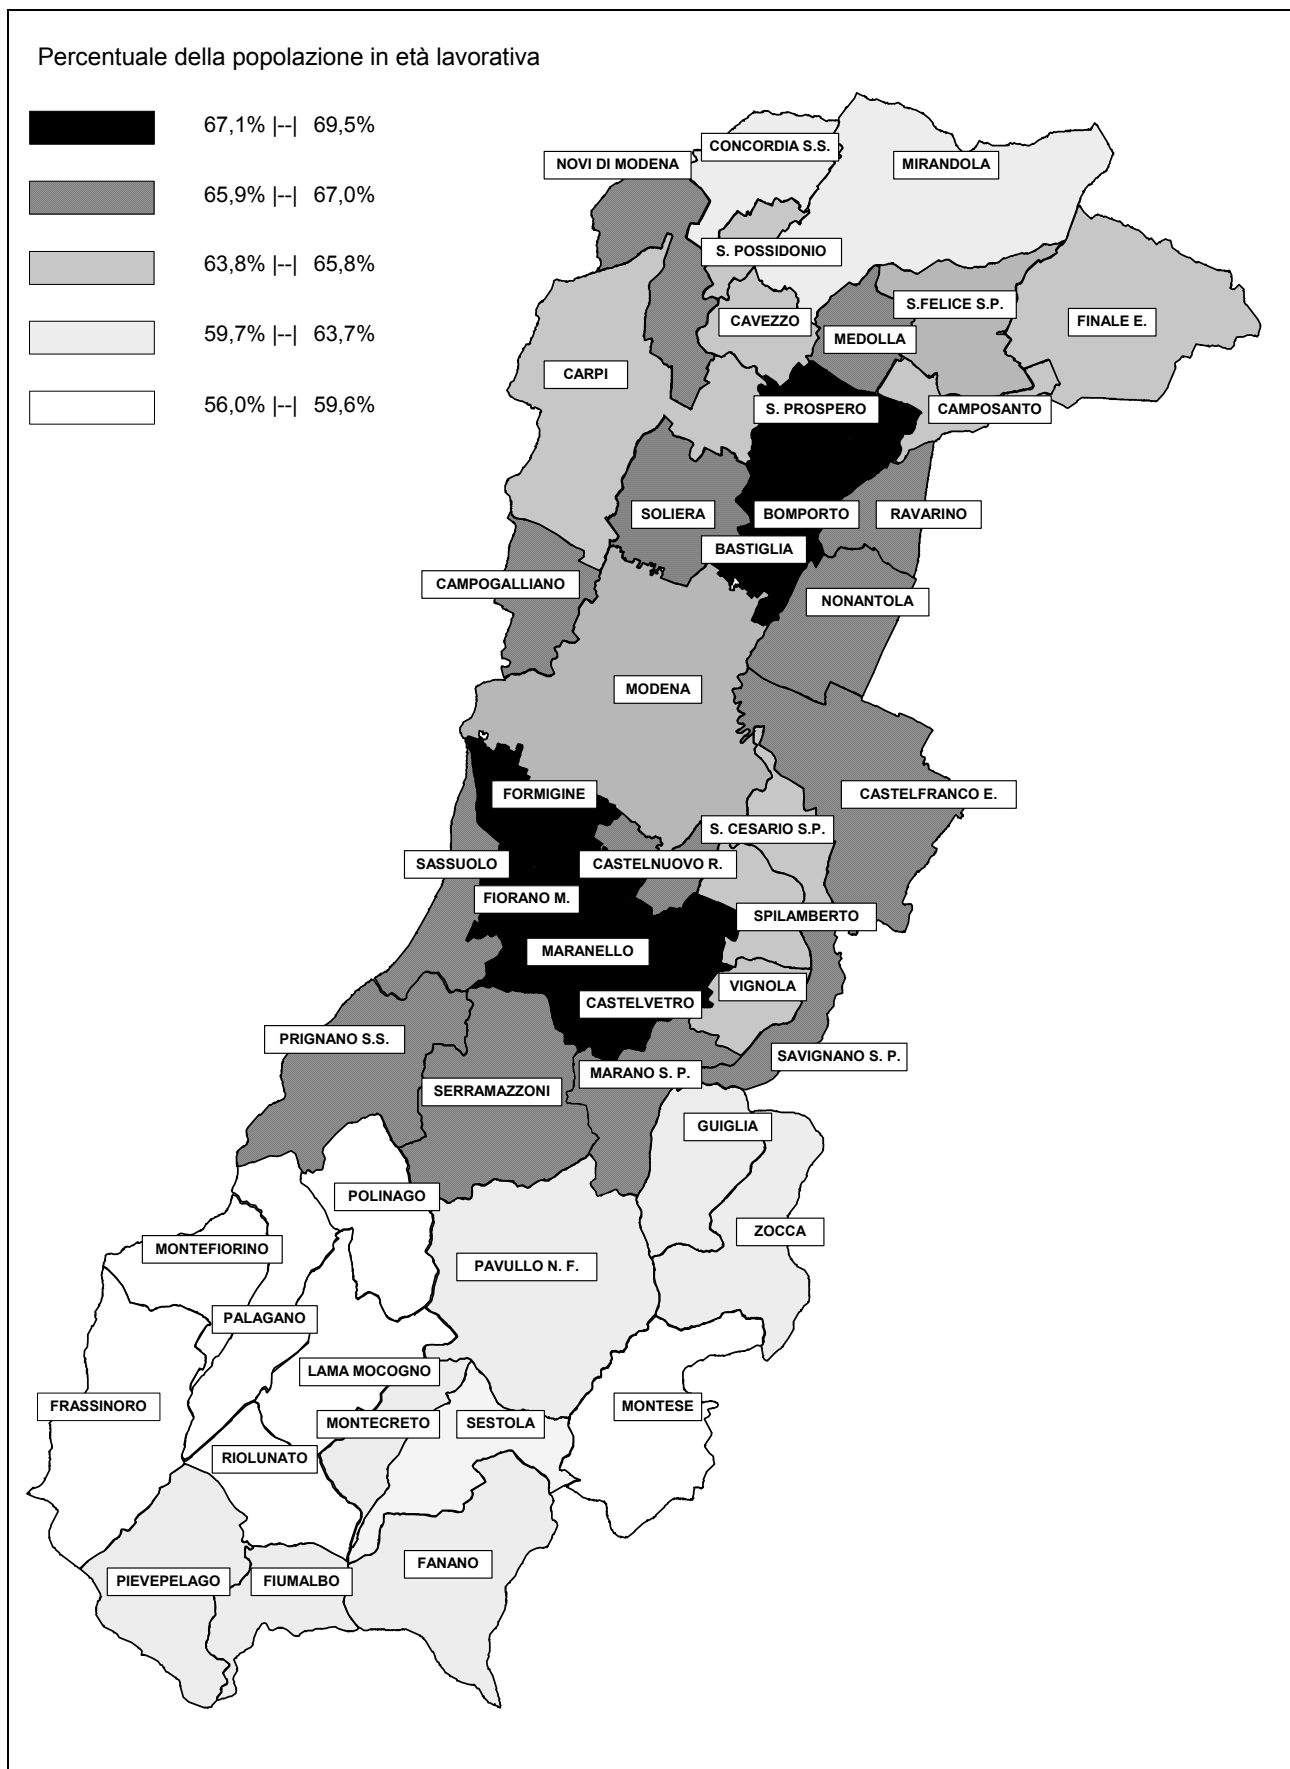 Percentuale della popolazione in età lavorativa
67,1% |--| 69,5%
65,9% |--| 67,0%
63,8% |--| 65,8%
59,7% |--| 63,7%
56,0% |--| 59,6%
CONCORDIA S.S.
NOVI DI MODENA
MIRANDOLA
S. POSSIDONIO
S.FELICE S.P.
CAVEZZO
FINALE E.
MEDOLLA
CARPI
S. PROSPERO
CAMPOSANTO
SOLIERA
BOMPORTO
RAVARINO
BASTIGLIA
CAMPOGALLIANO
NONANTOLA
MODENA
FORMIGINE
CASTELFRANCO E.
S. CESARIO S.P.
SASSUOLO
CASTELNUOVO R.
FIORANO M.
SPILAMBERTO
MARANELLO
VIGNOLA
CASTELVETRO
PRIGNANO S.S.
SAVIGNANO S. P.
MARANO S. P.
SERRAMAZZONI
GUIGLIA
POLINAGO
ZOCCA
MONTEFIORINO
PAVULLO N. F.
PALAGANO
LAMA MOCOGNO
FRASSINORO
MONTESE
MONTECRETO
SESTOLA
RIOLUNATO
FANANO
PIEVEPELAGO
FIUMALBO